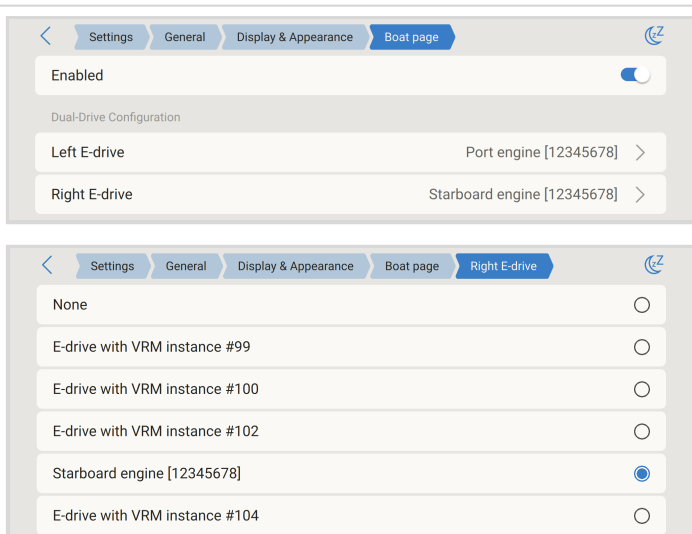 Settings General Display & Appearance Boat page
Enabled
Dual-Drive Configuration
Left E-drive Port engine [12345678]
Right E-drive Starboard engine [12345678]
Settings General Display & Appearance Boat page Right E-drive
None
E-drive with VRM instance #99
E-drive with VRM instance #100
E-drive with VRM instance #102
Starboard engine [12345678]
E-drive with VRM instance #104